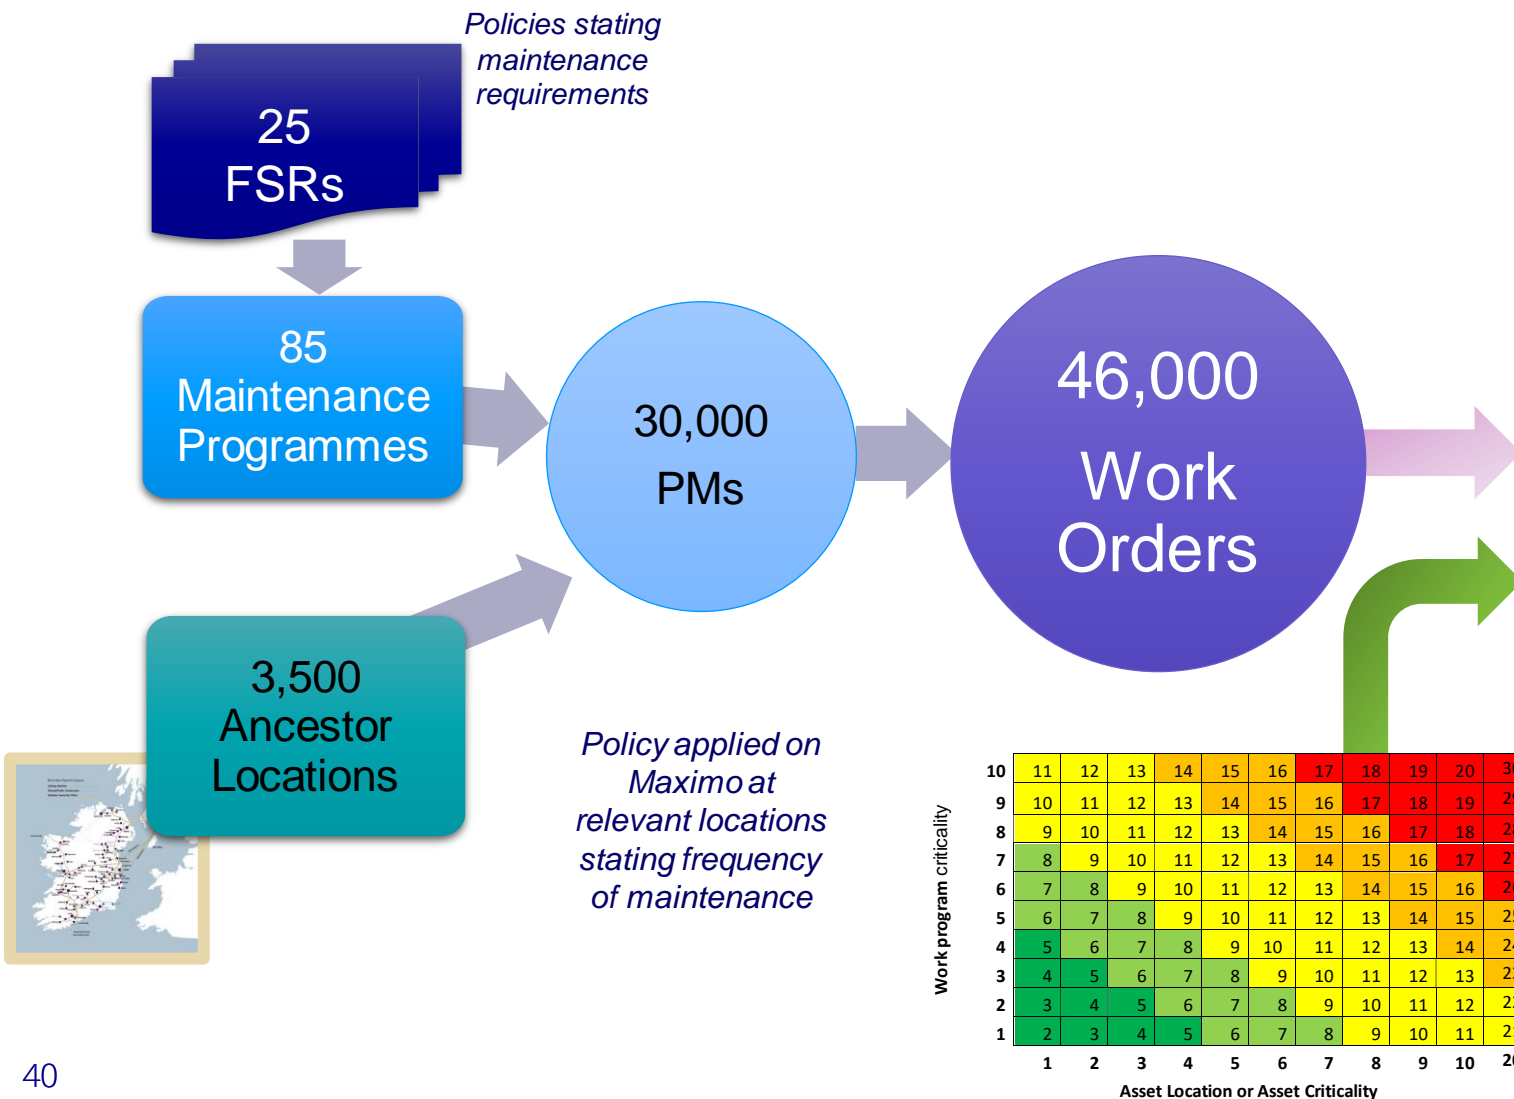 Policies stating
maintenance
requirements
25
FSRs
85
Maintenance
Programmes
30,000
PMs
46,000
Work
Orders
3,500
Ancestor
Locations
Policy applied on
Maximo at
relevant locations
stating frequency
of maintenance
Work program criticality
10 11 12 13 14 15 16 17 18 19 20
9 10 11 12 13 14 15 16 17 18 19
8 9 10 11 12 13 14 15 16 17 18
7 8 9 10 11 12 13 14 15 16 17
6 7 8 9 10 11 12 13 14 15 16
5 6 7 8 9 10 11 12 13 14 15
4 5 6 7 8 9 10 11 12 13 14
3 4 5 6 7 8 9 10 11 12 13
2 3 4 5 6 7 8 9 10 11 12
1 2 3 4 5 6 7 8 9 10 11
1 2 3 4 5 6 7 8 9 10
Asset Location or Asset Criticality
40